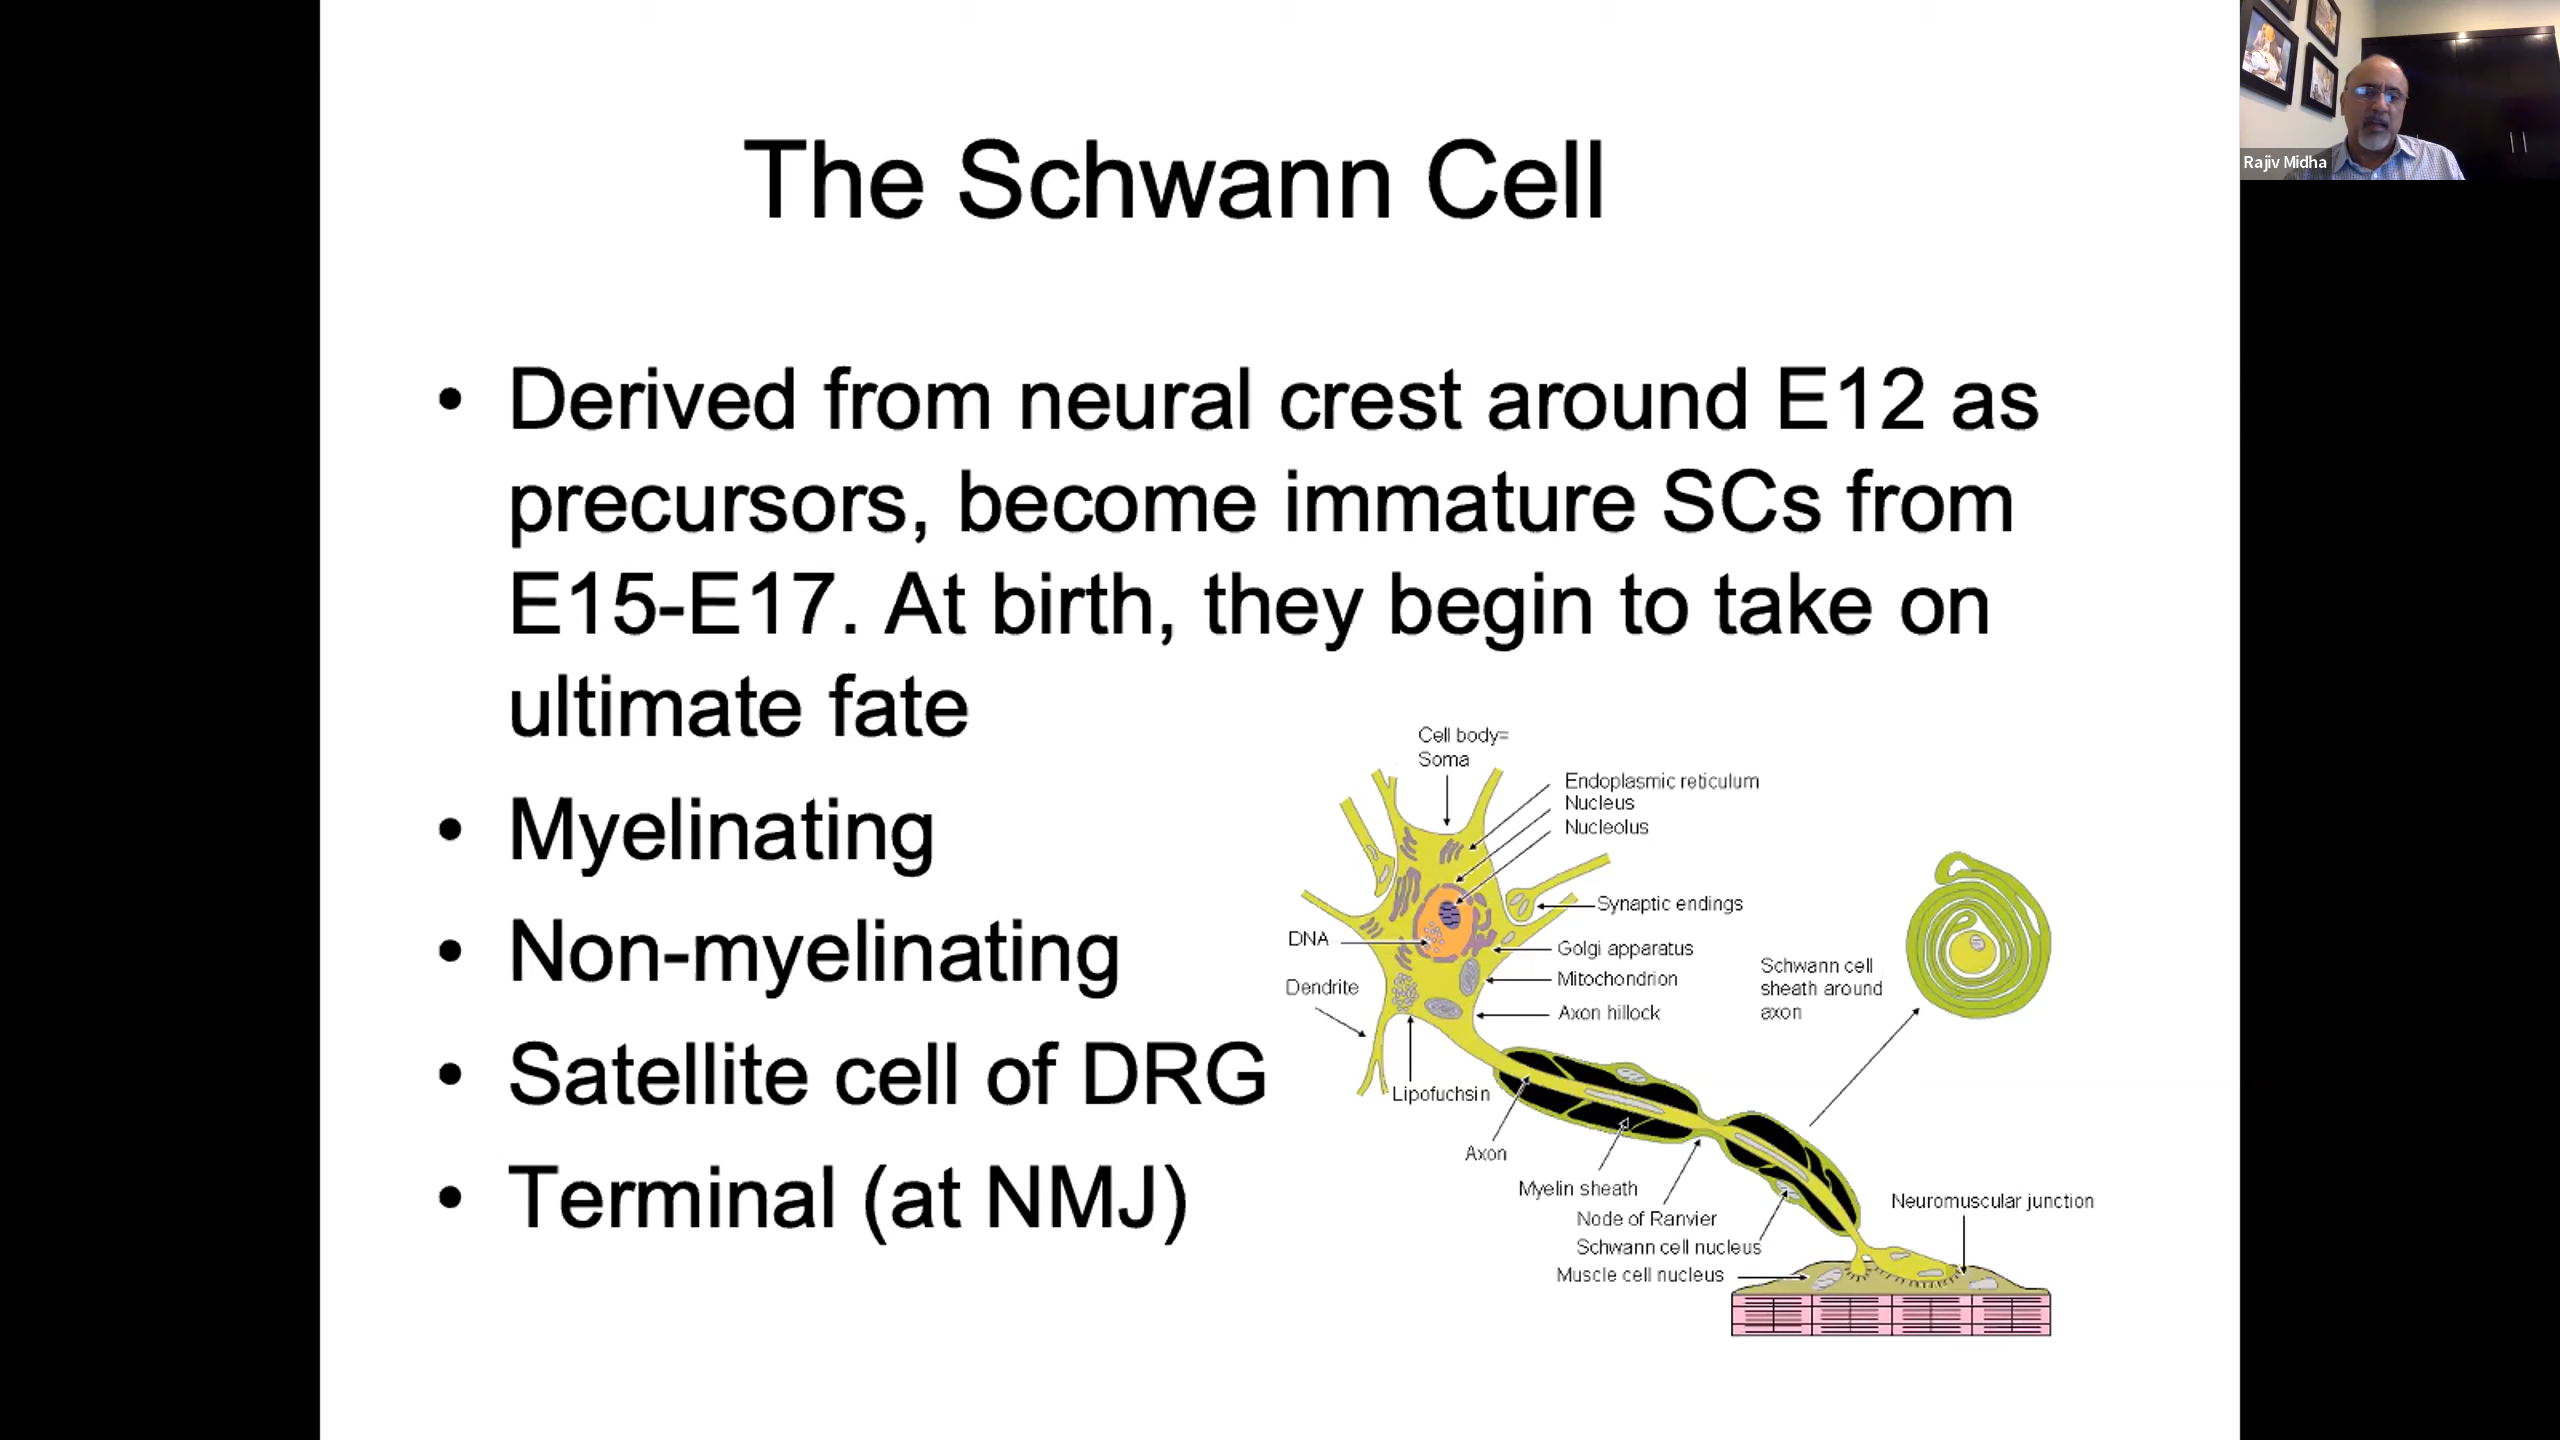 The Schwann Cell
Rajiv Midha
• Derived from neural crest around E12 as
precursors, become immature SCs from
E15-E17. At birth, they begin to take on
ultimate fate
• Myelinating
• Non-myelinating
• Satellite cell of DRG
• Terminal (at NMJ)
Cell body=
Soma
Endoplasmic reticulum
Nucleus
Nucleolus
Synaptic endings
DNA
Golgi apparatus
Mitochondrion
Dendrite
Axon hillock
Schwann cell
sheath around
axon
Lipofuchsin
Axon
Myelin sheath
Node of Ranvier
Schwann cell nucleus
Muscle cell nucleus
Neuromuscular junction